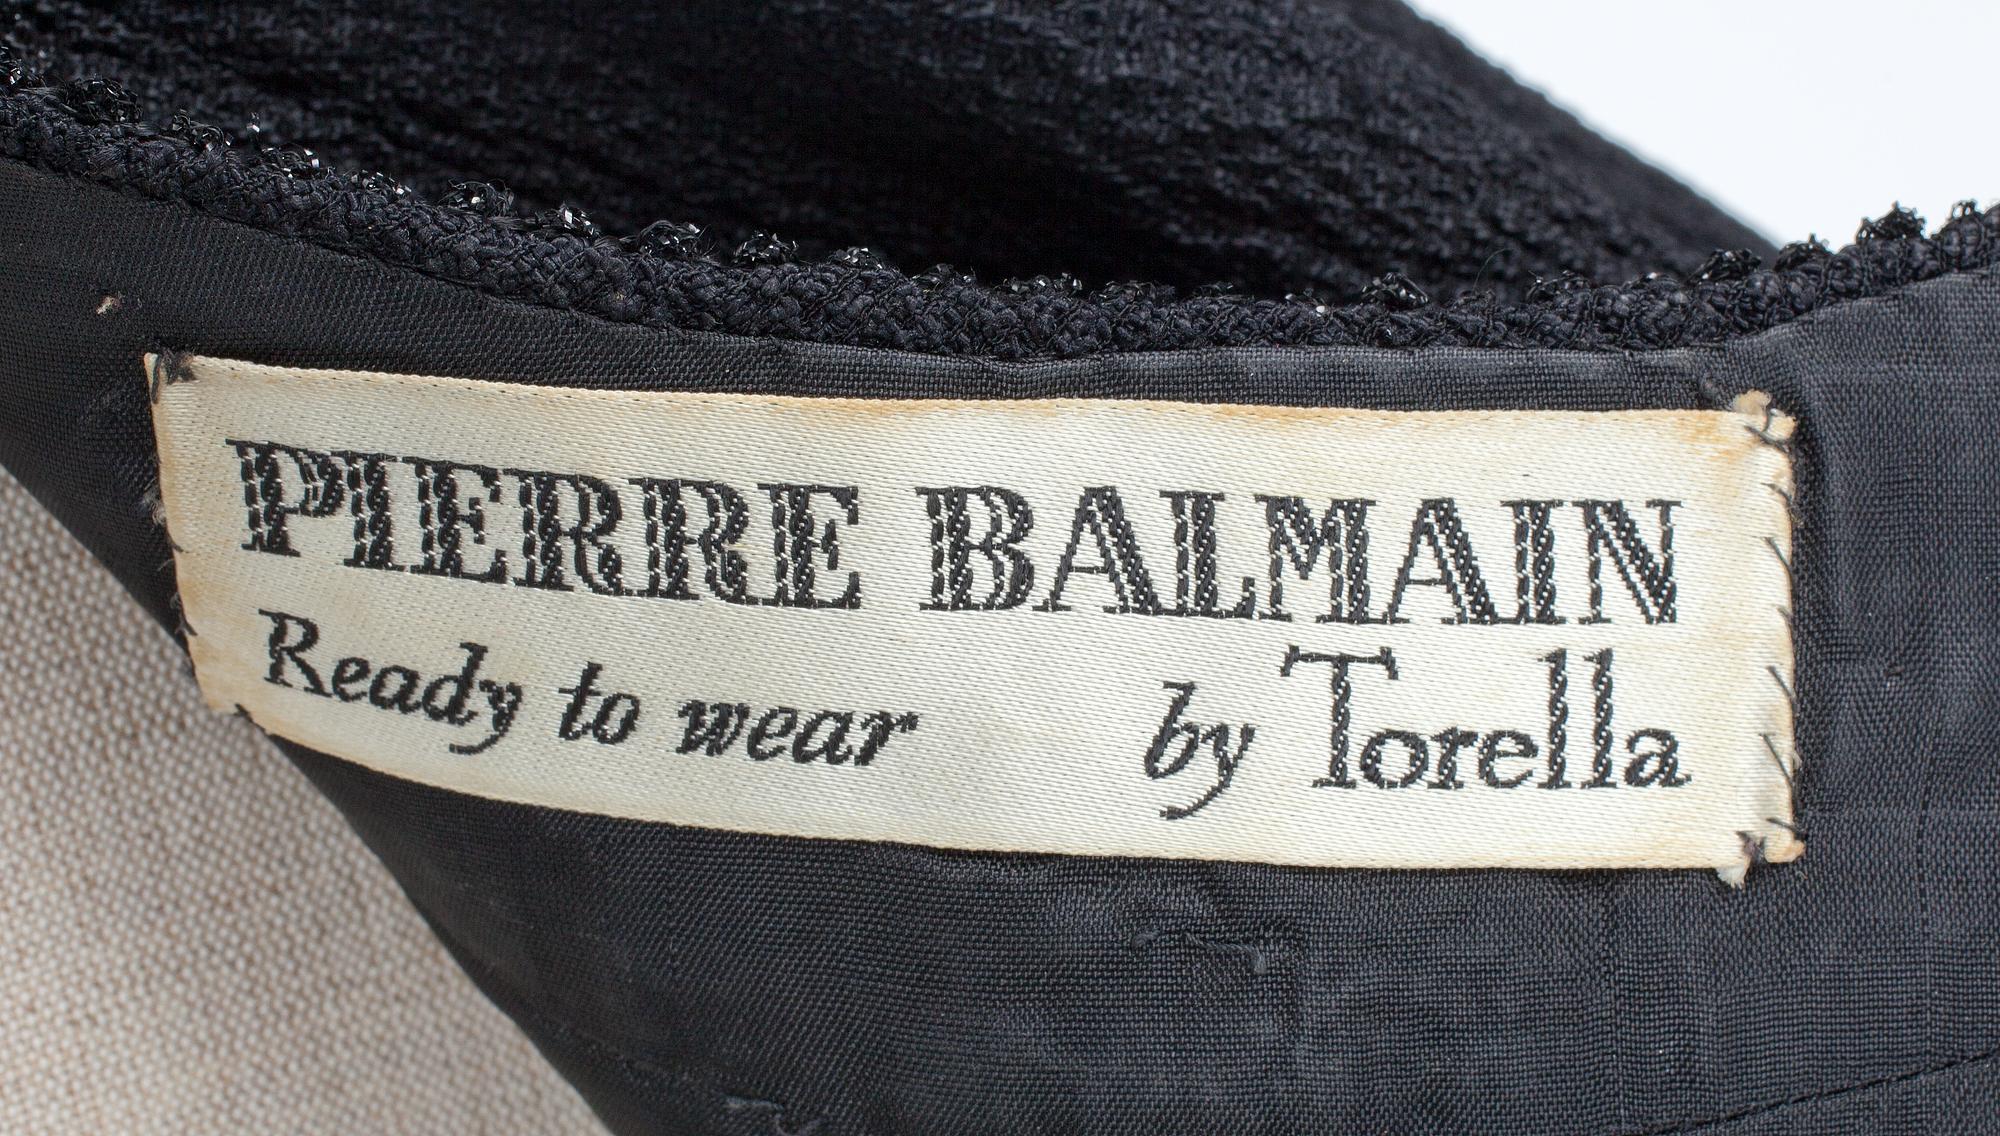 PIERRE BALMAIN
Ready to wear by Torella